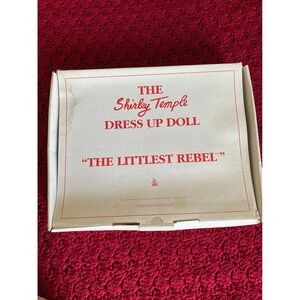 THE
Shirley Temple
DRESS UP DOLL
"THE LITTLEST REBEL"